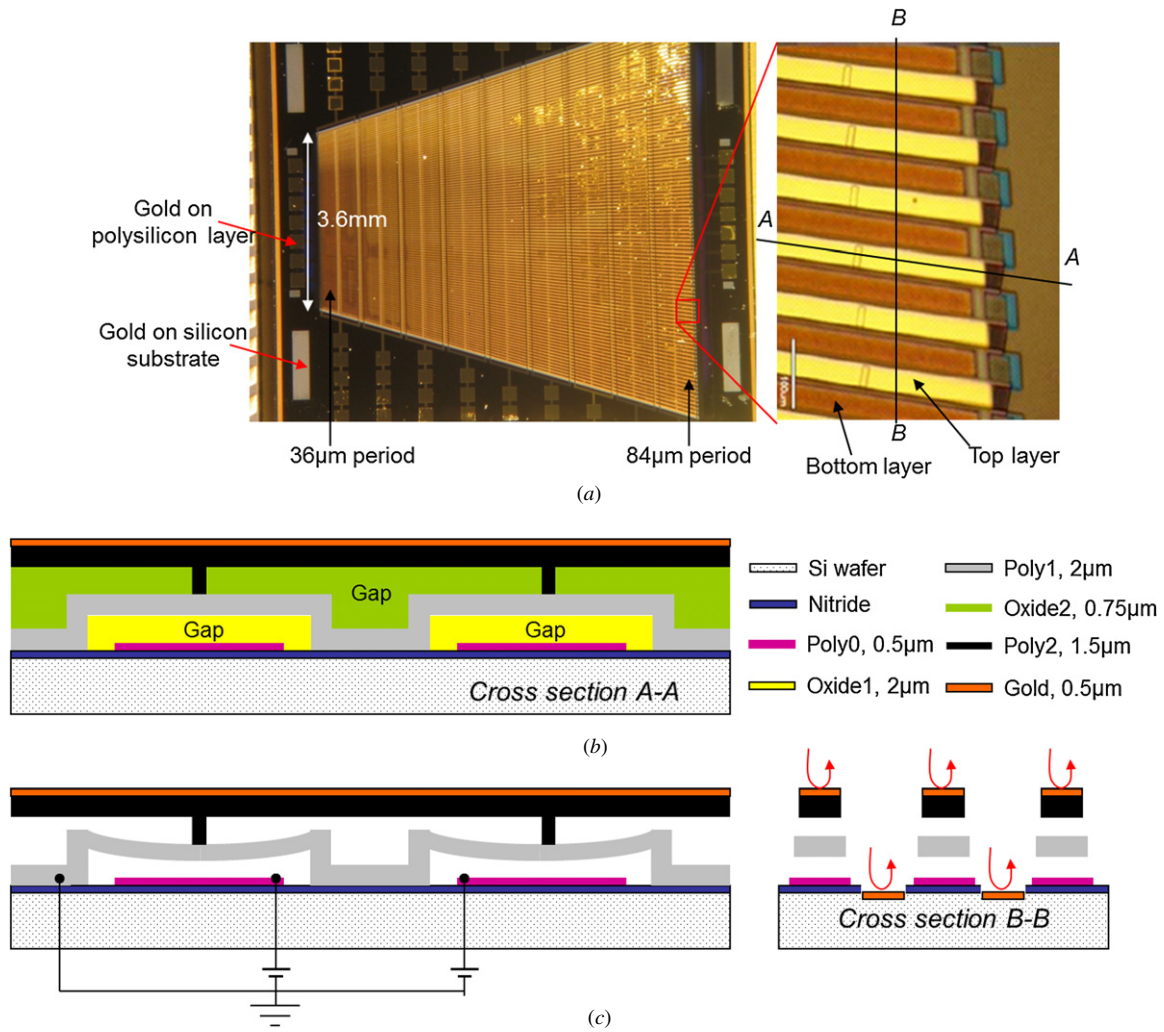 B
3.6mm
Gold on
polysilicon layer
A
A
Gold on silicon
substrate
100µm
B
36µm period
84µm period
Bottom layer
Top layer
(a)
Gap
Gap
Gap
Cross section A-A
Si wafer
Nitride
Poly0, 0.5µm
Oxide1, 2µm
Poly1, 2µm
Oxide2, 0.75µm
Poly2, 1.5µm
Gold, 0.5µm
(b)
Cross section B-B
(c)